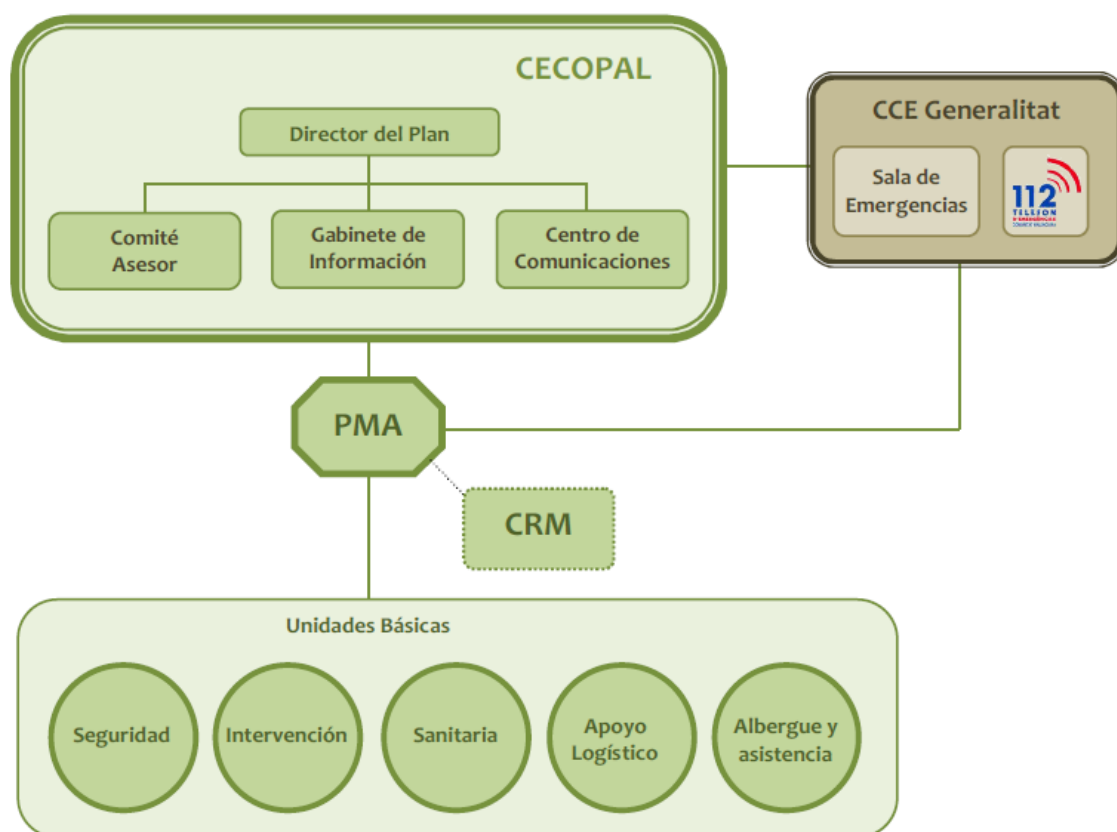 CECOPAL
Director del Plan
Comité
Asesor
Gabinete de
Información
Centro de
Comunicaciones
CCE Generalitat
Sala de
Emergencias
112
PMA
CRM
Unidades Básicas
Seguridad
Intervención
Sanitaria
Apoyo
Logístico
Albergue y
asistencia